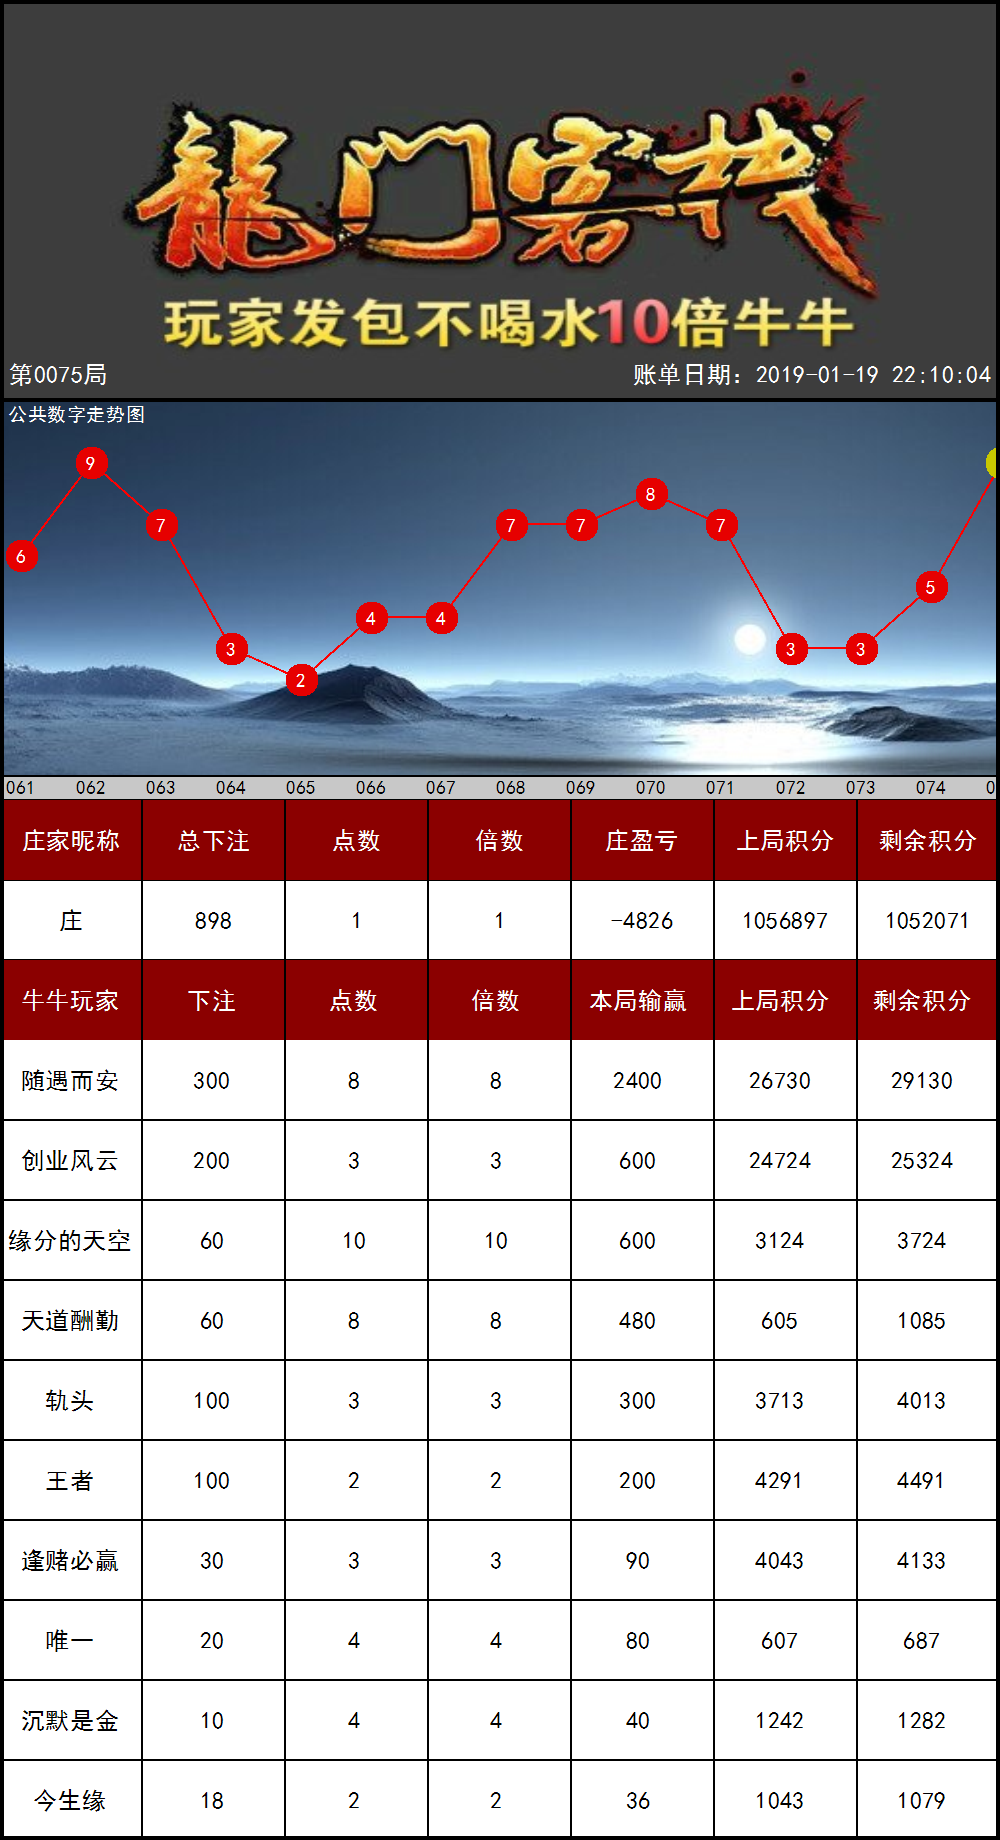 龍门客栈
玩家发包不喝水10倍牛牛
第0075局 账单日期: 2019-01-19 22:10:04
公共数字走势图
6 9 7 3 2 4 4 7 7 8 7 3 3 5
061 062 063 064 065 066 067 068 069 070 071 072 073 074 0
庄家昵称 总下注 点数 倍数 庄盈亏 上局积分 剩余积分
庄 898 1 1 -4826 1056897 1052071
牛牛玩家 下注 点数 倍数 本局输赢 上局积分 剩余积分
随遇而安 300 8 8 2400 26730 29130
创业风云 200 3 3 600 24724 25324
缘分的天空 60 10 10 600 3124 3724
天道酬勤 60 8 8 480 605 1085
轨头 100 3 3 300 3713 4013
王者 100 2 2 200 4291 4491
逢赌必赢 30 3 3 90 4043 4133
唯一 20 4 4 80 607 687
沉默是金 10 4 4 40 1242 1282
今生缘 18 2 2 36 1043 1079